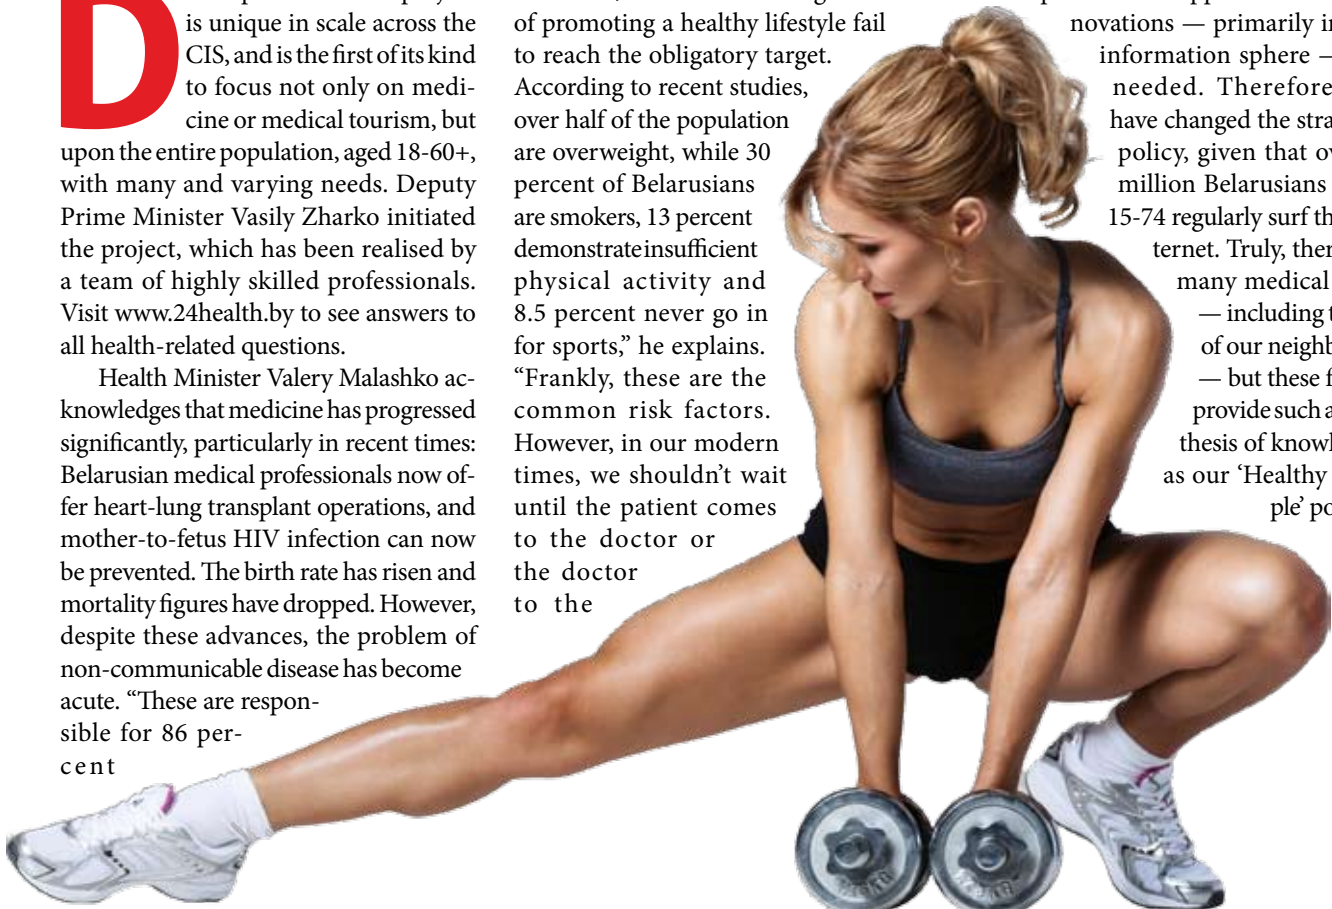 D
is unique in scale across the
CIS, and is the first of its kind
to focus not only on medi-
cine or medical tourism, but
upon the entire population, aged 18-60+,
with many and varying needs. Deputy
Prime Minister Vasily Zharko initiated
the project, which has been realised by
a team of highly skilled professionals.
Visit www.24health.by to see answers to
all health-related questions.
Health Minister Valery Malashko ac-
knowledges that medicine has progressed
significantly, particularly in recent times:
Belarusian medical professionals now of-
fer heart-lung transplant operations, and
mother-to-fetus HIV infection can now
be prevented. The birth rate has risen and
mortality figures have dropped. However,
despite these advances, the problem of
non-communicable disease has become
acute. “These are respon-
sible for 86 per-
cent
of promoting a healthy lifestyle fail
to reach the obligatory target.
According to recent studies,
over half of the population
are overweight, while 30
percent of Belarusians
are smokers, 13 percent
demonstrate insufficient
physical activity and
8.5 percent never go in
for sports,” he explains.
“Frankly, these are the
common risk factors.
However, in our modern
times, we shouldn’t wait
until the patient comes
to the doctor or
the doctor
to the
novations — primarily
information sphere —
needed. Therefore
have changed the
policy, given that
million Belarusians
15-74 regularly surf
ternet. Truly,
many medical
— including
of our
— but these
provide such
thesis of
as our ‘Healthy
ple’